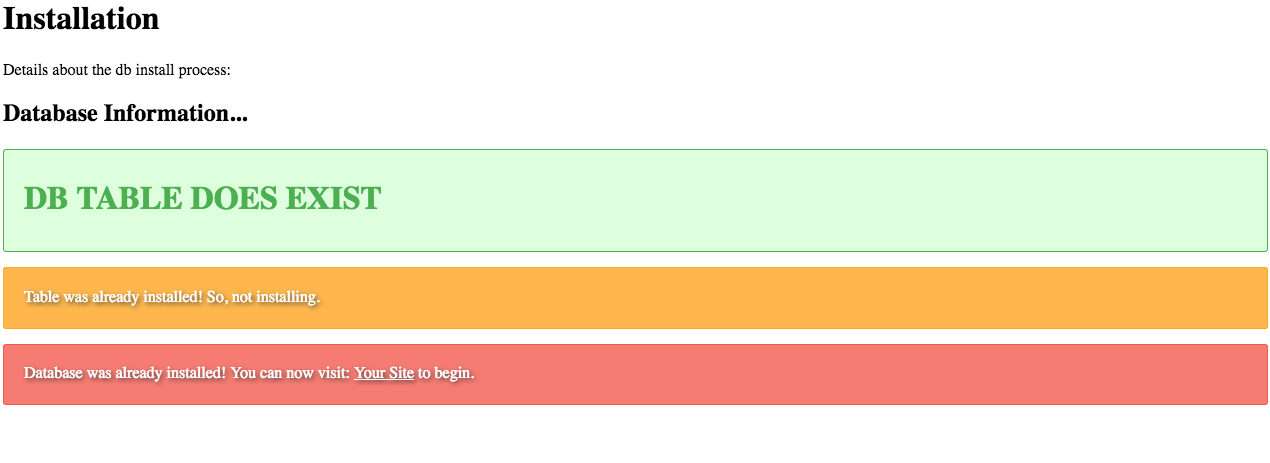 Installation
Details about the db install process:
Database Information...
DB TABLE DOES EXIST
Table was already installed! So, not installing.
Database was already installed! You can now visit: Your Site to begin.